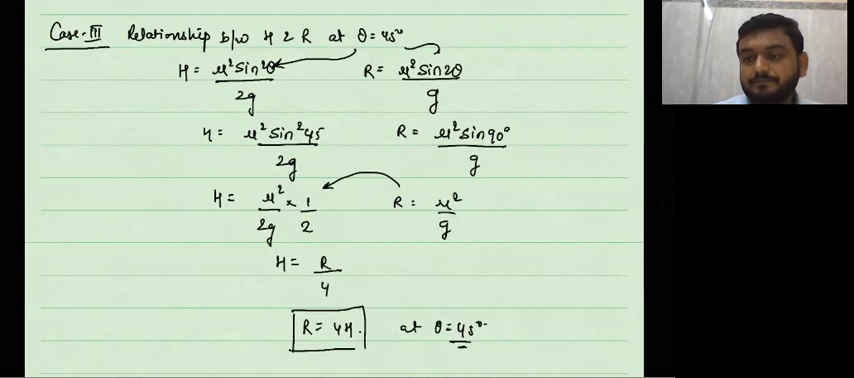 Case-III Relationship b/w H & R at θ=45°
H = u²sin²θ/2g R = u²sin2θ/g
H = u²sin²45/2g R = u²sin90°/g
H = u²/2g × 1/2 R = u²/g
H = R/4
R = 4H. at θ=45°.